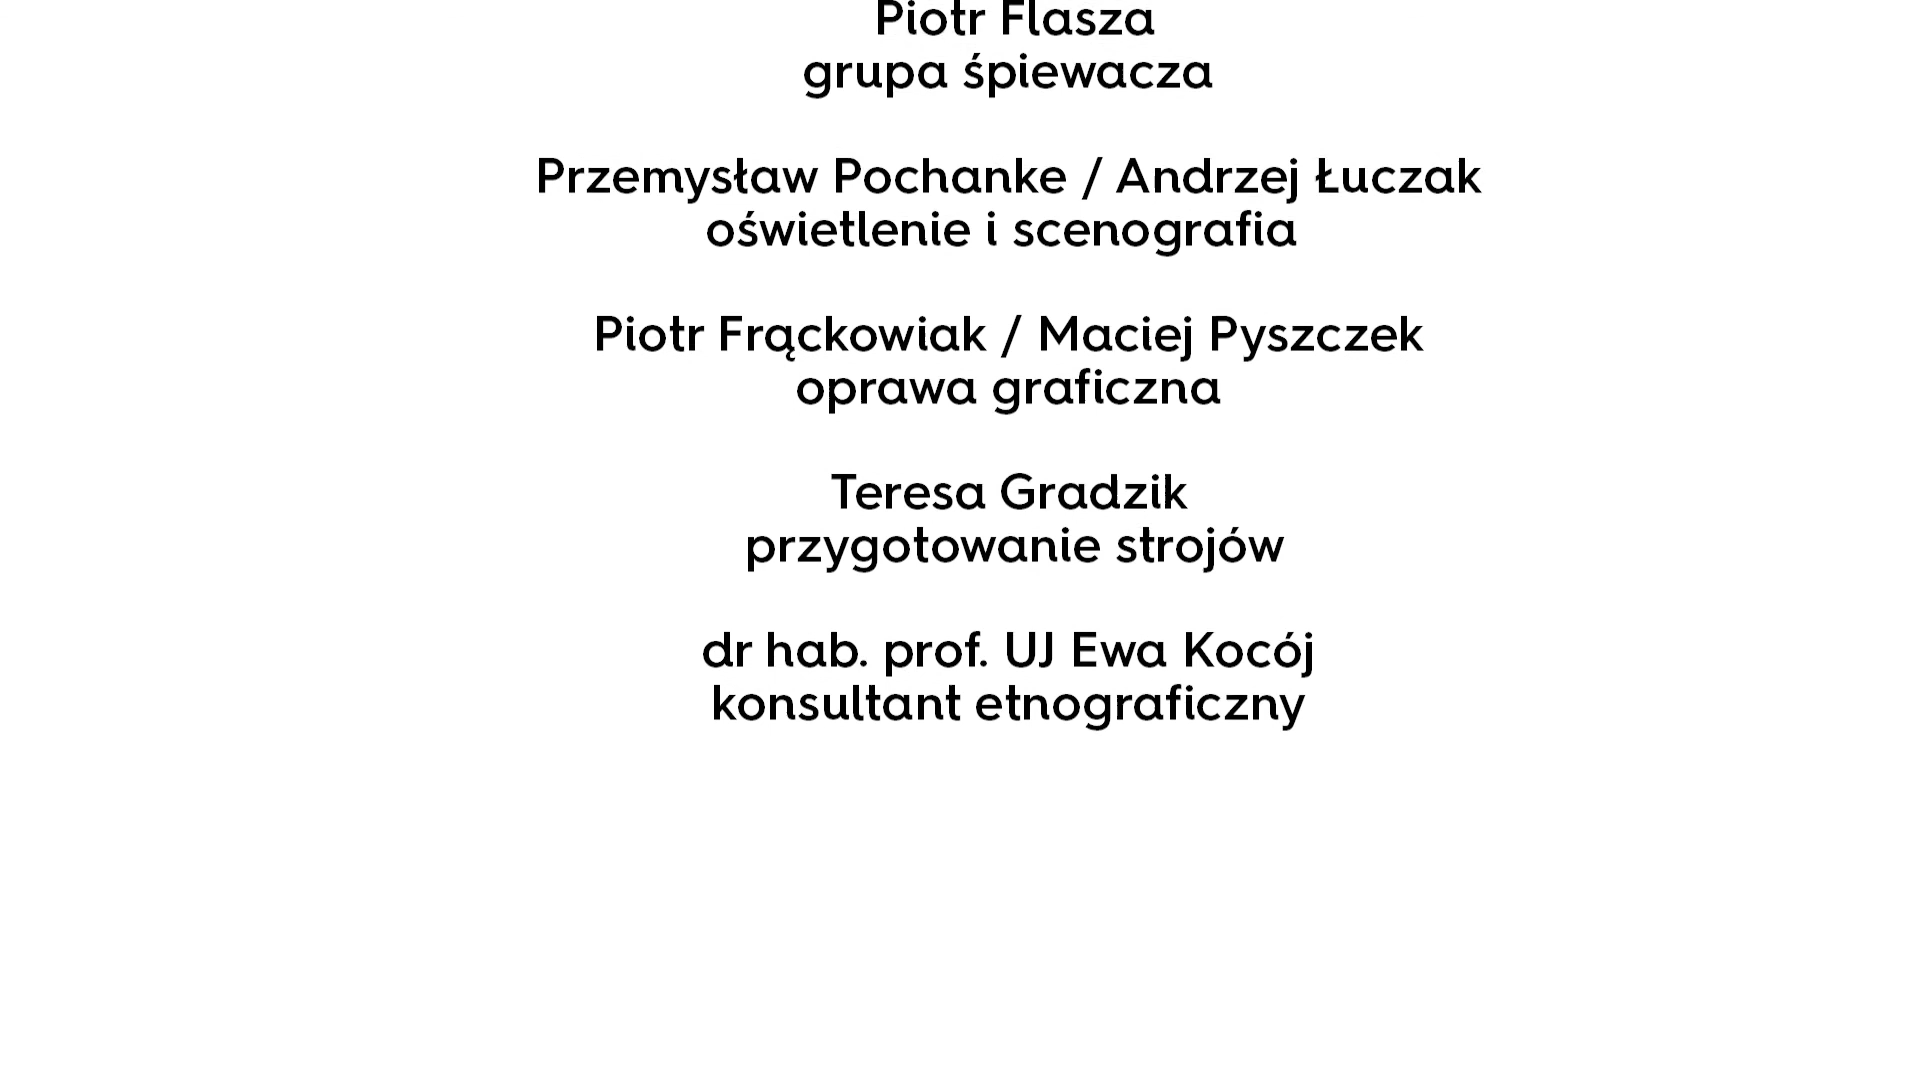 Piotr Flasza
grupa śpiewacza
Przemysław Pochanke / Andrzej Łuczak
oświetlenie i scenografia
Piotr Frąckowiak / Maciej Pyszczek
oprawa graficzna
Teresa Gradzik
przygotowanie strojów
dr hab. prof. UJ Ewa Kocój
konsultant etnograficzny